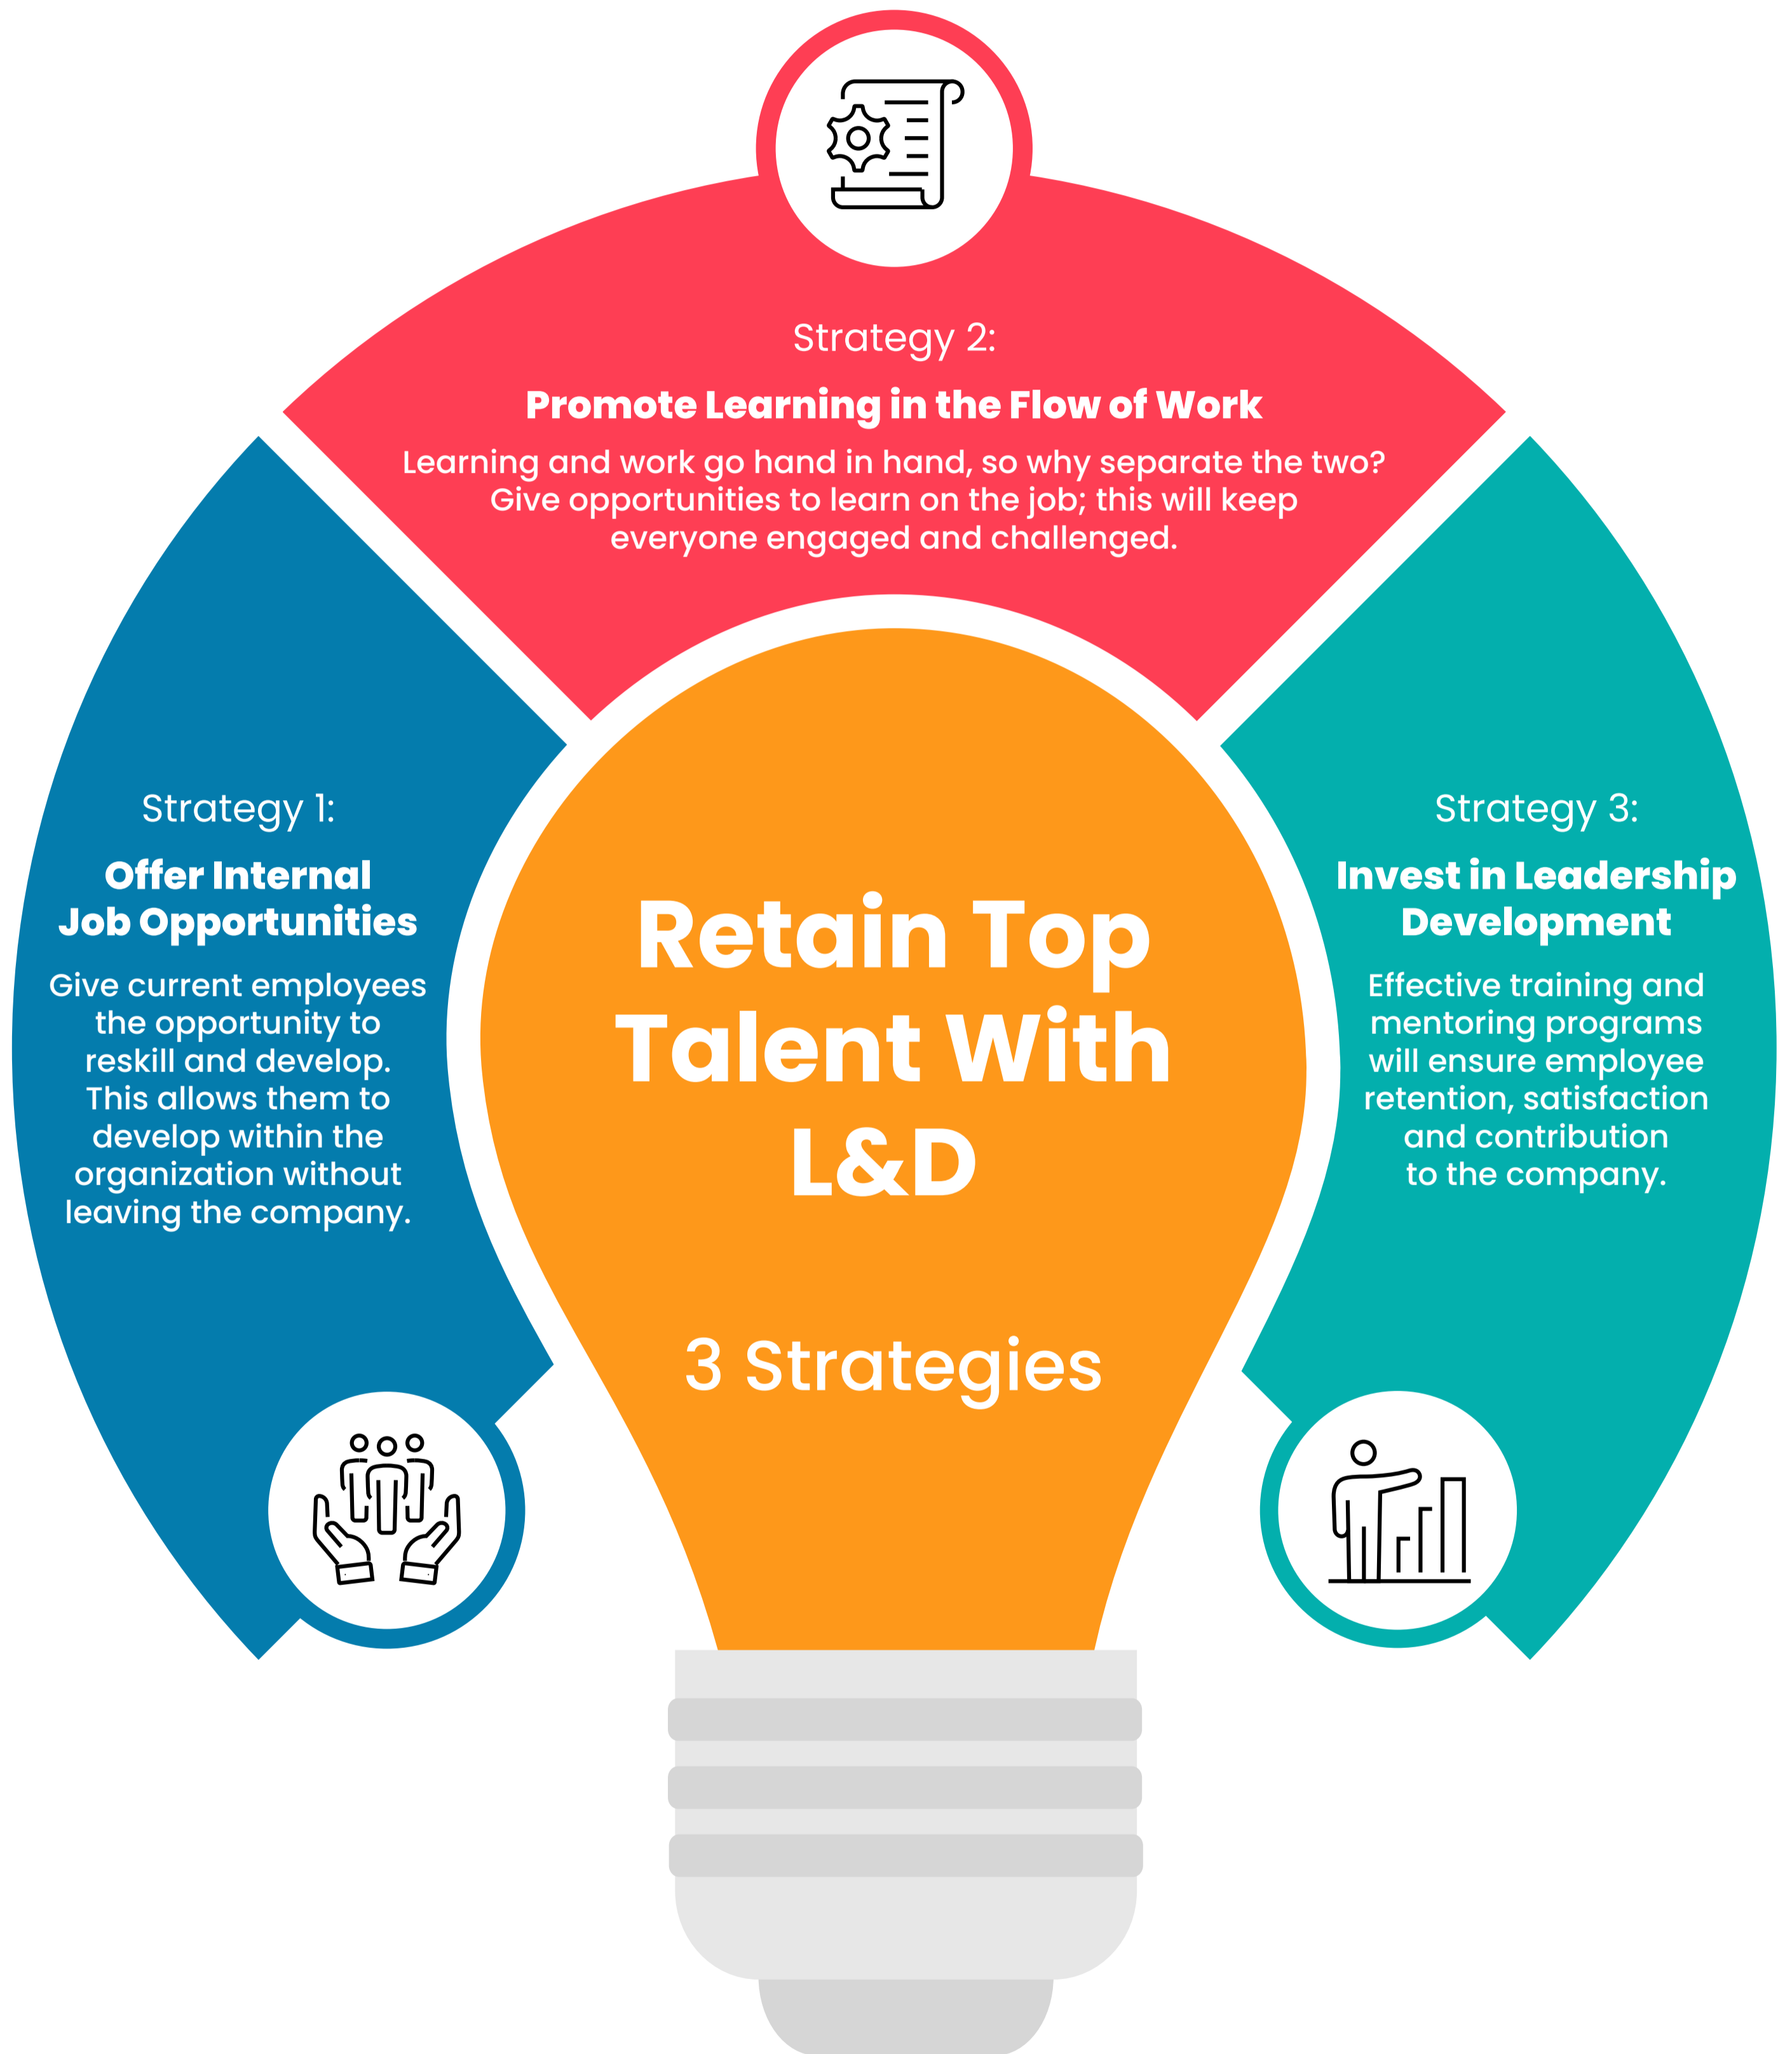 Strategy 2:
Promote Learning in the Flow of Work
Learning and work go hand in hand, so why separate the two?
Give opportunities to learn on the job; this will keep
everyone engaged and challenged.
Strategy 1:
Offer Internal
Job Opportunities
Give current employees
the opportunity to
reskill and develop.
This allows them to
develop within the
organization without
leaving the company.
Retain Top
Talent With
L&D
3 Strategies
Strategy 3:
Invest in Leadership
Development
Effective training and
mentoring programs
will ensure employee
retention, satisfaction
and contribution
to the company.